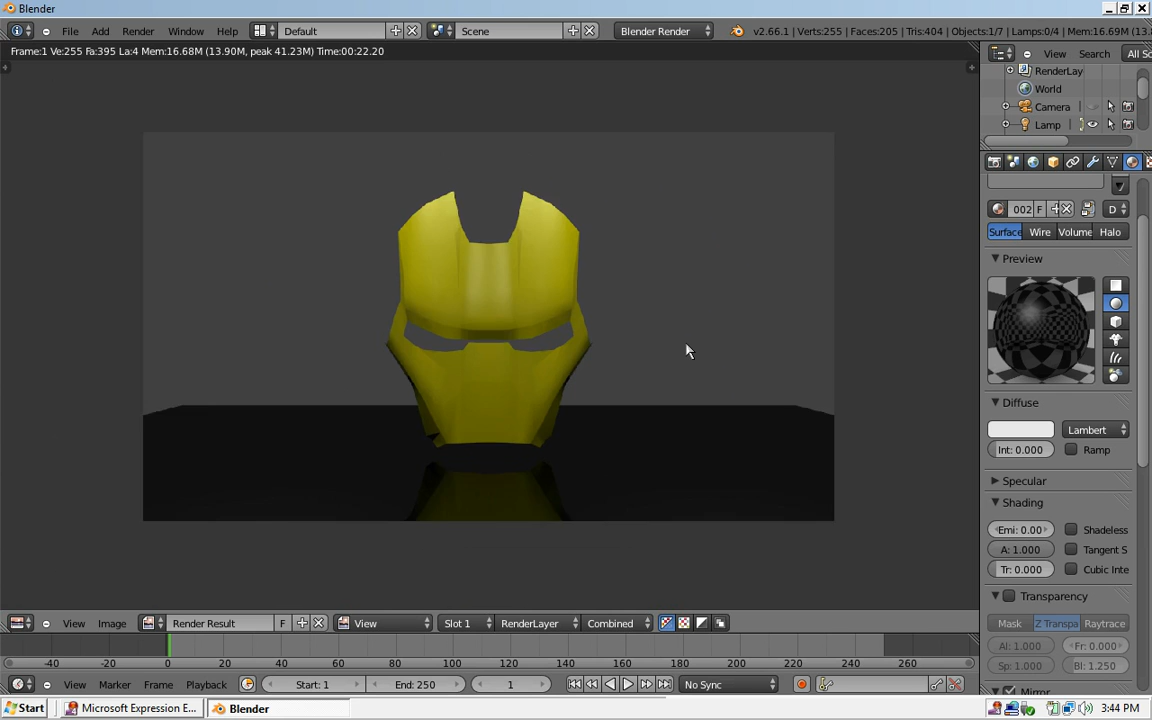 Blender
File Add Render Window Help Default Scene Blender Render v2.66.1 | Verts:255 | Faces:205 | Tris:404 | Objects:1/7 | Lamps:0/4 | Mem:16.69M (13.
Frame:1 Ve:255 Fa:395 La:4 Mem:16.68M (13.90M, peak 41.23M) Time:00:22.20
View Search All Sc
RenderLay
World
Camera
Lamp
002 F D
Surface Wire Volume Halo
Preview
Diffuse
Lambert
Int: 0.000 Ramp
Specular
Shading
Emi: 0.00 Shadeless
A: 1.000 Tangent S
Tr: 0.000 Cubic Inte
Transparency
Mask Z Transpa Raytrace
Al: 1.000 Fr: 0.000
Sp: 1.000 Bl: 1.250
Mirror
View Image Render Result F View Slot 1 RenderLayer Combined
-40 -20 0 20 40 60 80 100 120 140 160 180 200 220 240 260
View Marker Frame Playback Start: 1 End: 250 1 No Sync
Start Microsoft Expression E... Blender 3:44 PM